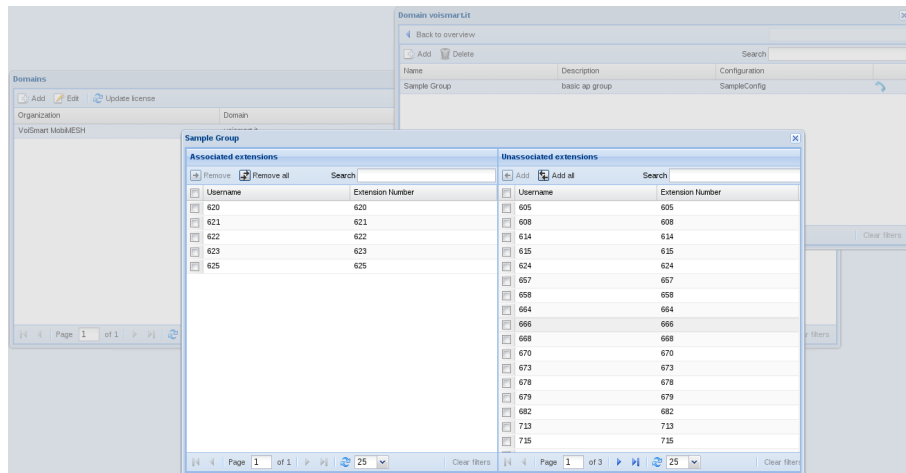 Domain voismart.it
Back to overview
Add Delete Search
Name Description Configuration
Sample Group basic ap group SampleConfig
Clear filters
Domains
Add Edit Update license
Organization Domain
VoiSmart MobiMESH
Page 1 of 1
Sample Group
Associated extensions
Remove Remove all Search
Username Extension Number
620 620
621 621
622 622
623 623
625 625
Page 1 of 1 25 Clear filters
Unassociated extensions
Add Add all Search
Username Extension Number
605 605
608 608
614 614
615 615
624 624
657 657
658 658
664 664
666 666
668 668
670 670
673 673
678 678
679 679
682 682
713 713
715 715
Page 1 of 3 25 Clear filters